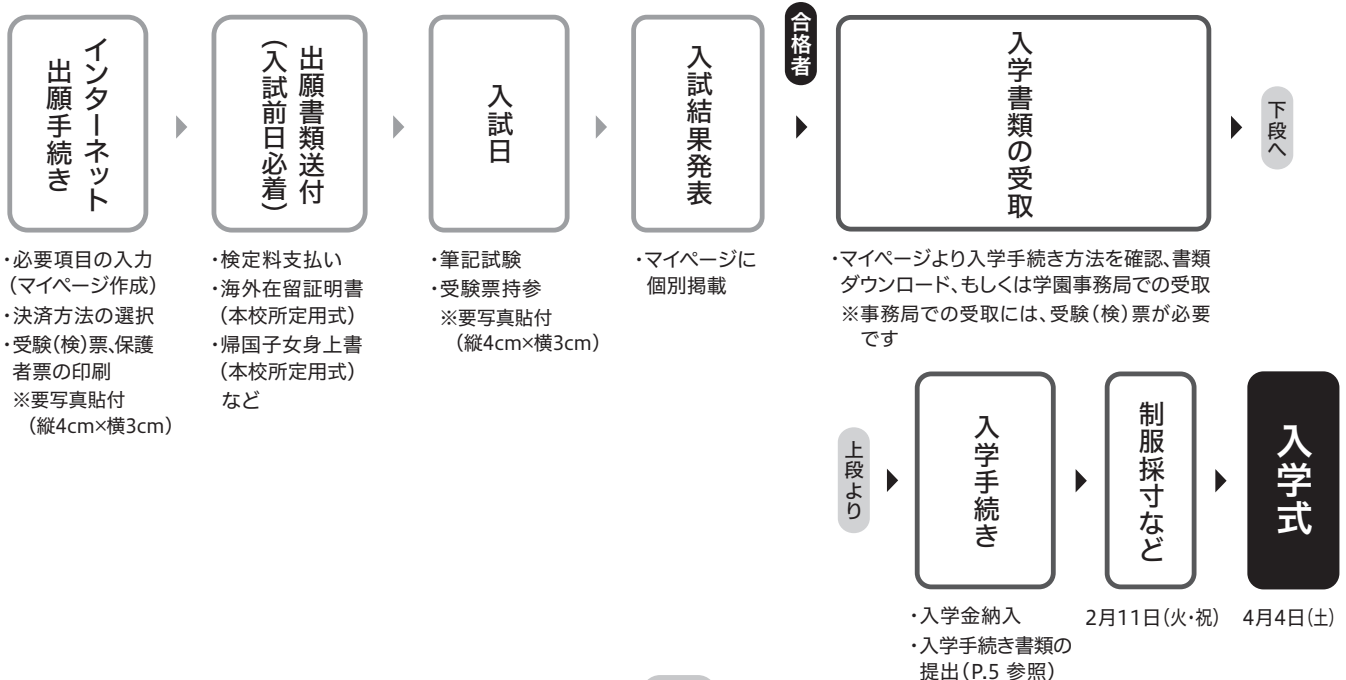 インターネット
出願手続き
・必要項目の入力
（マイページ作成）
・決済方法の選択
・受験（検）票、保護
者票の印刷
※要写真貼付
（縦4cm×横3cm）
出願書類送付
（入試前日必着）
・検定料支払い
・海外在留証明書
（本校所定用式）
・帰国子女身上書
（本校所定用式）
など
入試日
・筆記試験
・受験票持参
※要写真貼付
（縦4cm×横3cm）
入試結果発表
・マイページに
個別掲載
合格者
入学書類の受取
・マイページより入学手続き方法を確認、書類
ダウンロード、もしくは学園事務局での受取
※事務局での受取には、受験（検）票が必要
です
下段へ
上段より
入学手続き
・入学金納入
・入学手続き書類の
提出（P.5 参照）
制服採寸など
2月11日（火・祝）
入学式
4月4日（土）